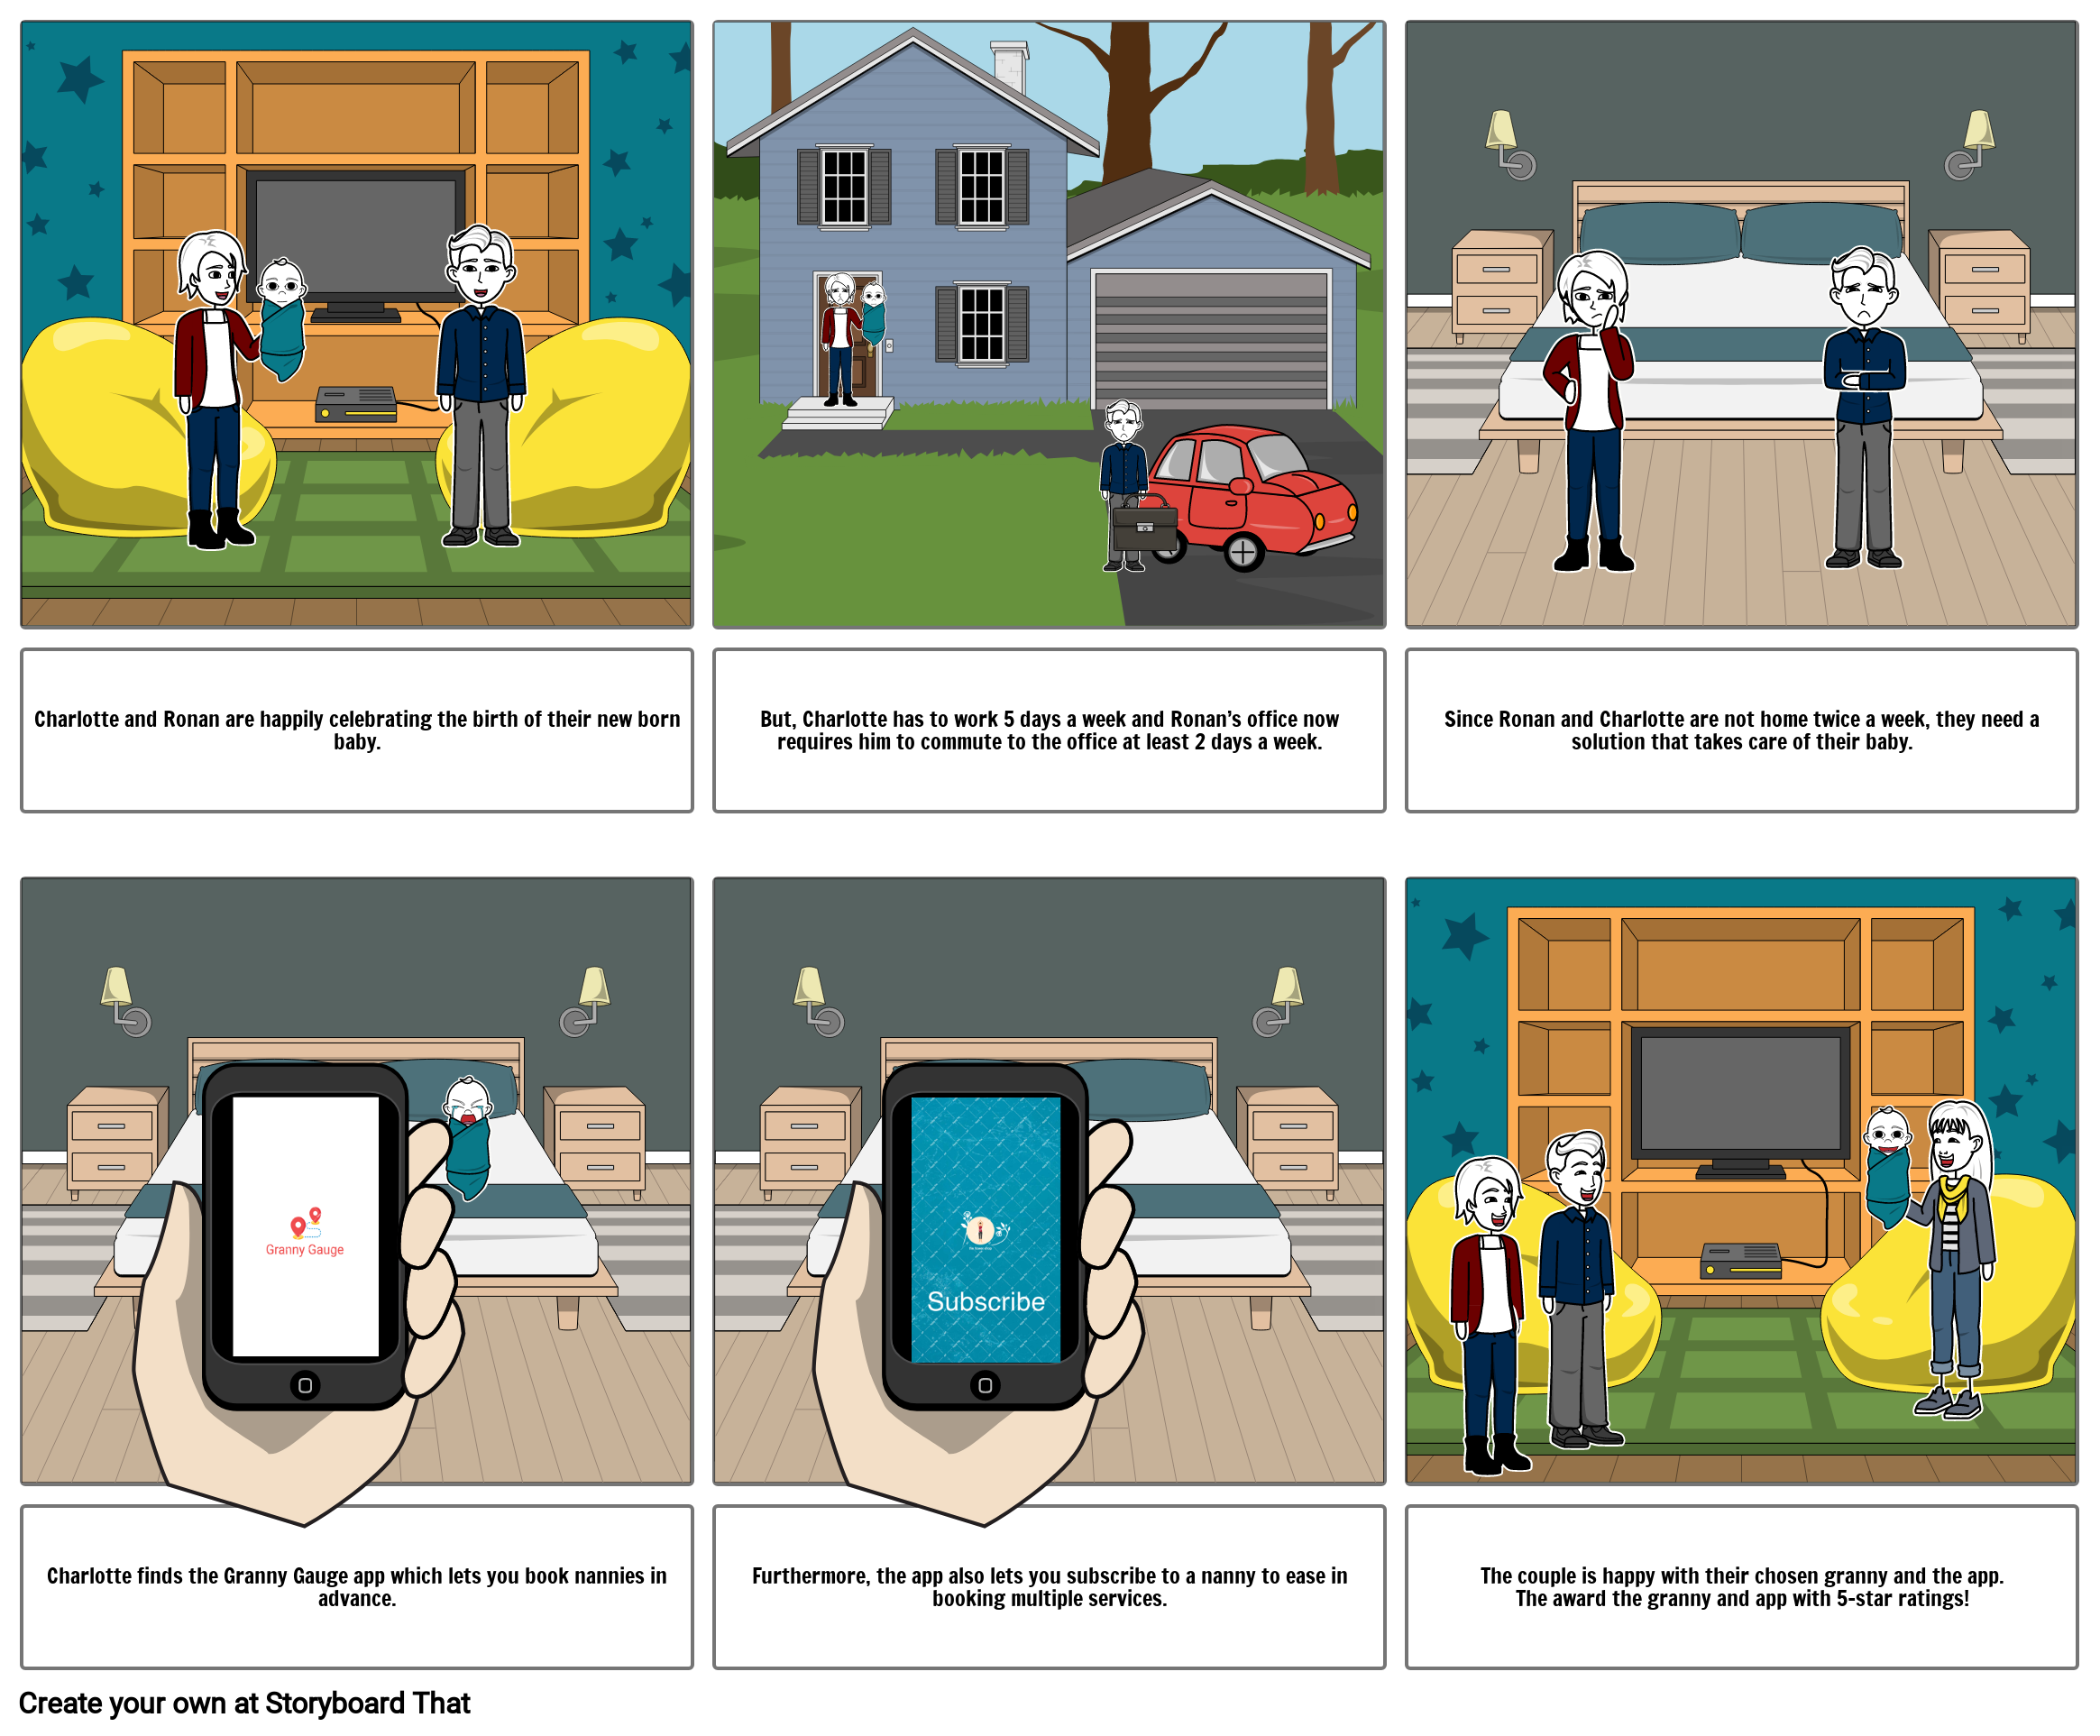 Charlotte and Ronan are happily celebrating the birth of their new born
baby.
But, Charlotte has to work 5 days a week and Ronan's office now
requires him to commute to the office at least 2 days a week.
Since Ronan and Charlotte are not home twice a week, they need a
solution that takes care of their baby.
Granny Gauge
Subscribe
Charlotte finds the Granny Gauge app which lets you book nannies in
advance.
Furthermore, the app also lets you subscribe to a nanny to ease in
booking multiple services.
The couple is happy with their chosen granny and the app.
The award the granny and app with 5-star ratings!
Create your own at Storyboard That